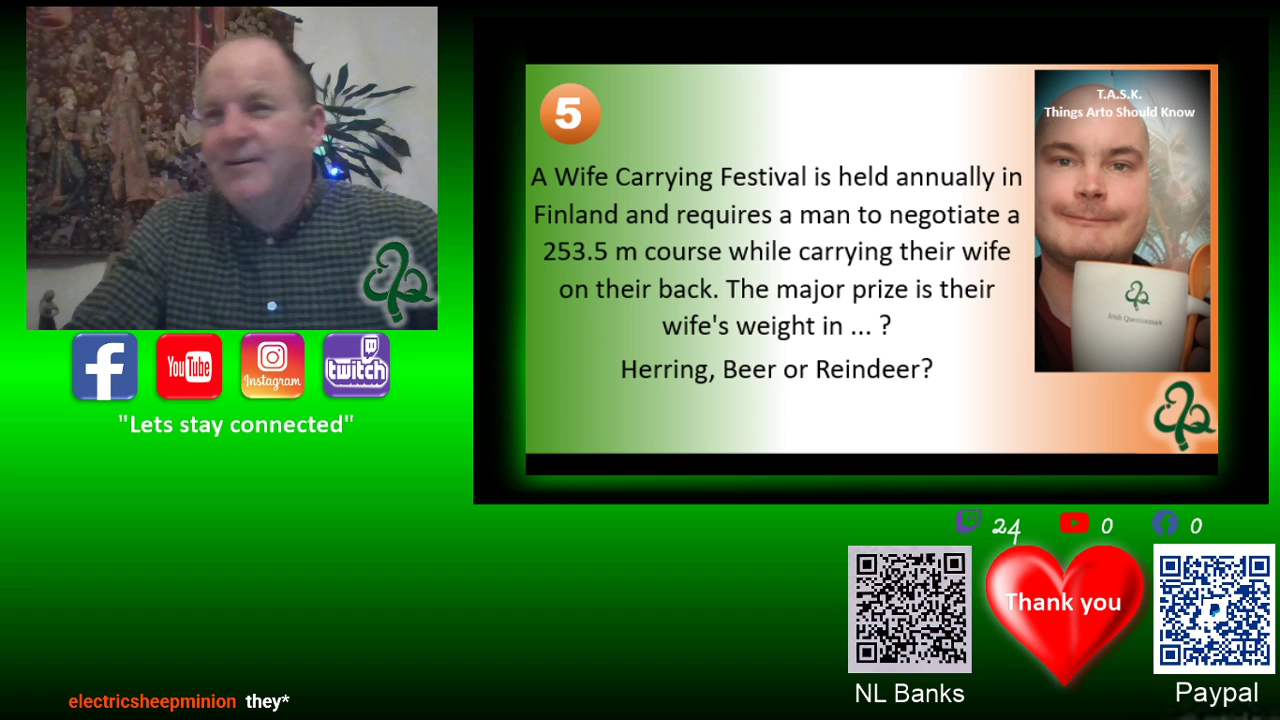 5
T.A.S.K.
Things Arto Should Know
A Wife Carrying Festival is held annually in
Finland and requires a man to negotiate a
253.5 m course while carrying their wife
on their back. The major prize is their
wife's weight in ... ?
Herring, Beer or Reindeer?
Irish Questionmark
YouTube
Instagram
twitch
"Lets stay connected"
24 0 0
Thank you
NL Banks
Paypal
electricsheepminion they*